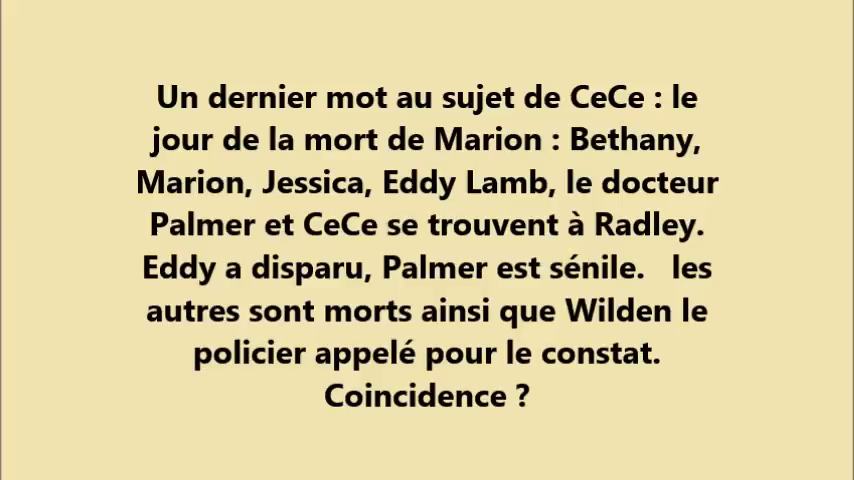 Un dernier mot au sujet de CeCe : le
jour de la mort de Marion : Bethany,
Marion, Jessica, Eddy Lamb, le docteur
Palmer et CeCe se trouvent à Radley.
Eddy a disparu, Palmer est sénile.   les
autres sont morts ainsi que Wilden le
policier appelé pour le constat.
Coincidence ?